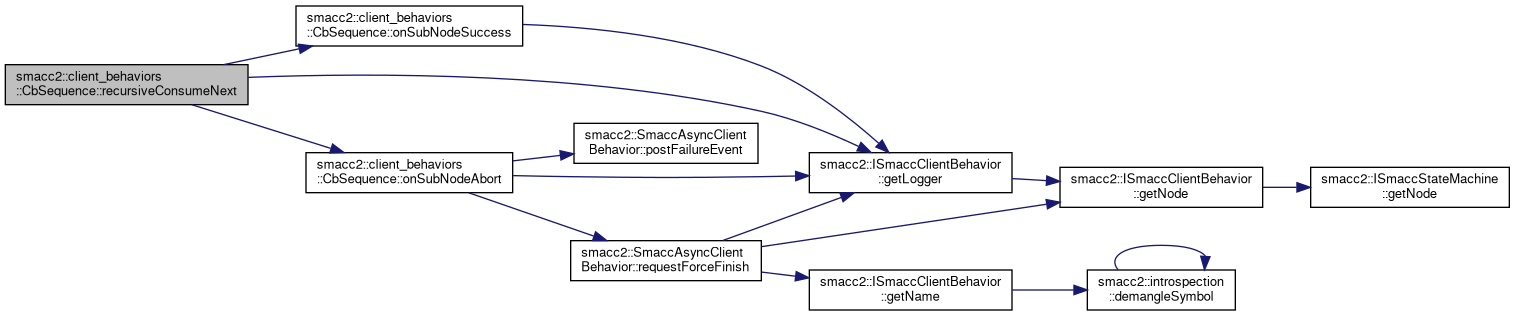 smacc2::client_behaviors
::CbSequence::recursiveConsumeNext
smacc2::client_behaviors
::CbSequence::onSubNodeSuccess
smacc2::client_behaviors
::CbSequence::onSubNodeAbort
smacc2::SmaccAsyncClient
Behavior::postFailureEvent
smacc2::SmaccAsyncClient
Behavior::requestForceFinish
smacc2::ISmaccClientBehavior
::getLogger
smacc2::ISmaccClientBehavior
::getName
smacc2::ISmaccClientBehavior
::getNode
smacc2::introspection
::demangleSymbol
smacc2::ISmaccStateMachine
::getNode